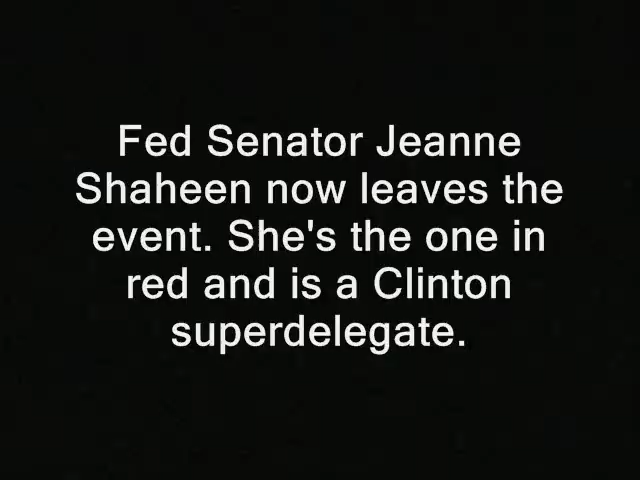 Fed Senator Jeanne
Shaheen now leaves the
event. She's the one in
red and is a Clinton
superdelegate.